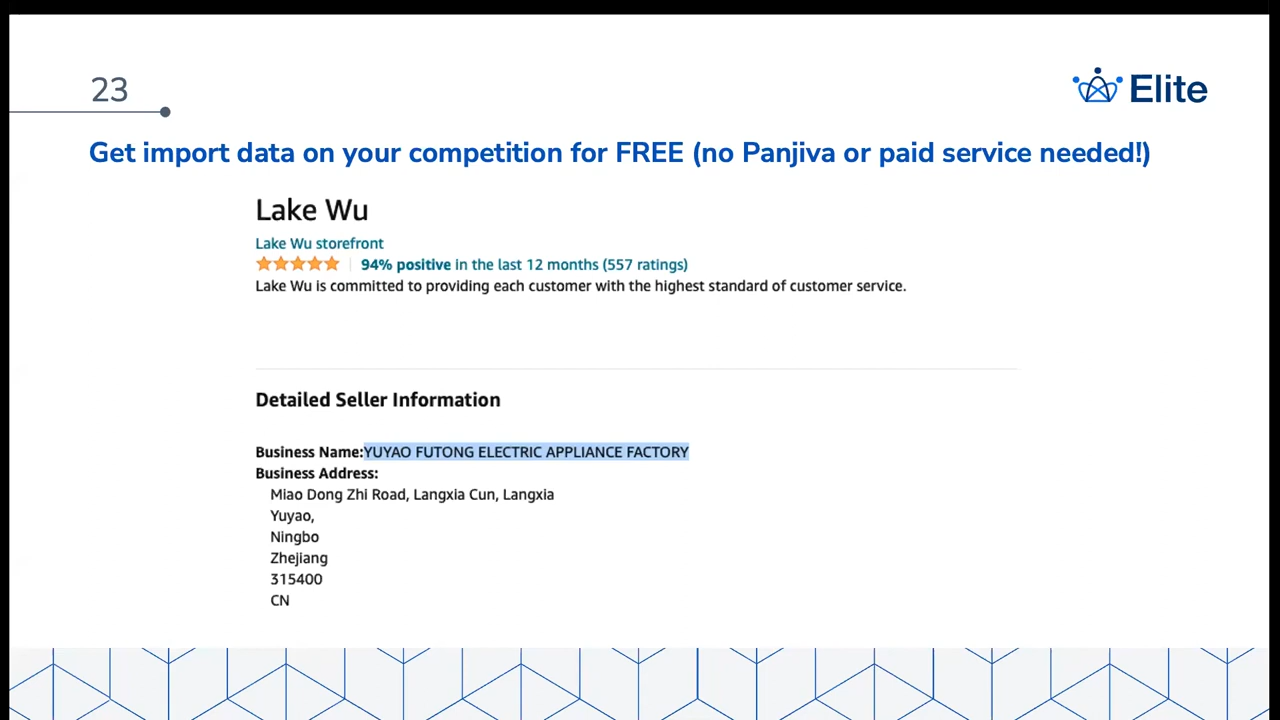 23
Elite
Get import data on your competition for FREE (no Panjiva or paid service needed!)
Lake Wu
Lake Wu storefront
94% positive in the last 12 months (557 ratings)
Lake Wu is committed to providing each customer with the highest standard of customer service.
Detailed Seller Information
Business Name:YUYAO FUTONG ELECTRIC APPLIANCE FACTORY
Business Address:
Miao Dong Zhi Road, Langxia Cun, Langxia
Yuyao,
Ningbo
Zhejiang
315400
CN